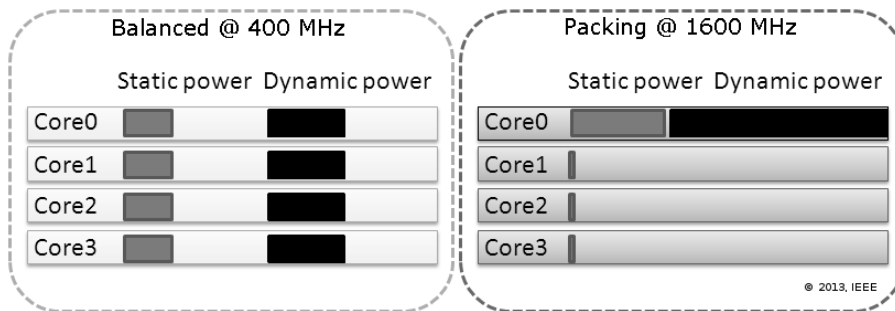 Balanced @ 400 MHz
Static power Dynamic power
Core0
Core1
Core2
Core3
Packing @ 1600 MHz
Static power Dynamic power
Core0
Core1
Core2
Core3
© 2013, IEEE